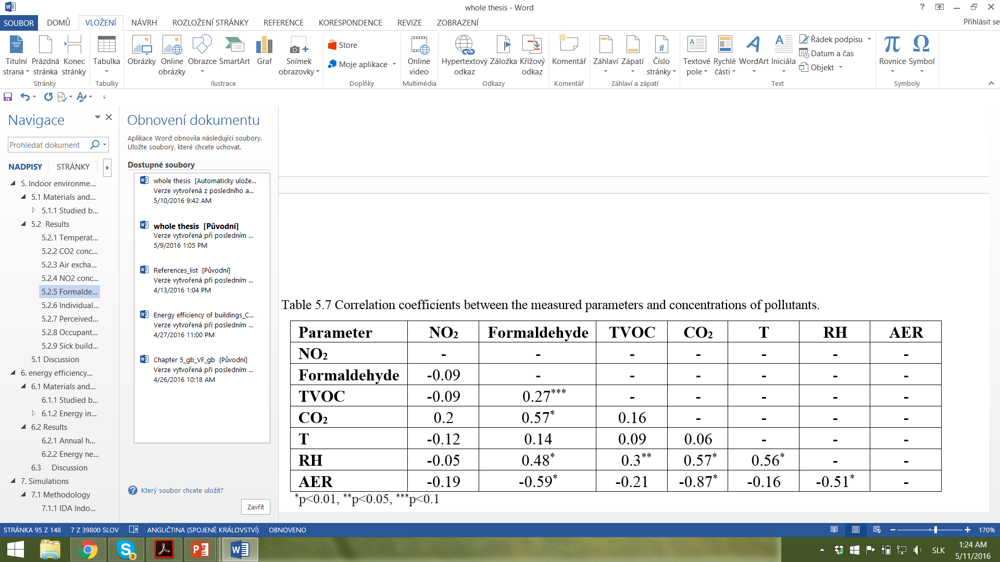 whole thesis - Word
?
SOUBOR DOMŮ VLOŽENÍ NÁVRH ROZLOŽENÍ STRÁNKY REFERENCE KORESPONDENCE REVIZE ZOBRAZENÍ Přihlásit se
Titulní strana
Prázdná stránka
Konec stránky
Stránky
Tabulka
Tabulky
Obrázky
Online obrázky
Obrazce
SmartArt
Graf
Snímek obrazovky
Ilustrace
Store
Moje aplikace
Doplňky
Online video
Multimédia
Hypertextový odkaz
Záložka
Křížový odkaz
Odkazy
Komentář
Komentář
Záhlaví
Zápatí
Číslo stránky
Záhlaví a zápatí
Textové pole
Rychlé části
WordArt
Iniciála
Řádek podpisu
Datum a čas
Objekt
Text
π
Rovnice
Ω
Symbol
Symboly
Navigace
Prohledat dokument
NADPISY STRÁNKY
5. Indoor environme...
5.1 Materials and...
5.1.1 Studied b...
5.2 Results
5.2.1 Temperat...
5.2.2 CO2 conc...
5.2.3 Air excha...
5.2.4 NO2 conc...
5.2.5 Formalde...
5.2.6 Individual...
5.2.7 Perceived...
5.2.8 Occupant...
5.2.9 Sick build...
5.1 Discussion
6. energy efficiency...
6.1 Materials and...
6.1.1 Studied b...
6.1.2 Energy in...
6.2 Results
6.2.1 Annual h...
6.2.2 Energy ne...
6.3 Discussion
7. Simulations
7.1 Methodology
7.1.1 IDA Indo...
Obnovení dokumentu
Aplikace Word obnovila následující soubory.
Uložte soubory, které chcete uchovat.
Dostupné soubory
whole thesis [Automaticky ulože...
Verze vytvořená z posledního a...
5/10/2016 9:42 AM
whole thesis [Původní]
Verze vytvořená při posledním ...
5/9/2016 1:05 PM
References_list [Původní]
Verze vytvořená při posledním ...
4/13/2016 1:04 PM
Energy efficiency of buildings_C...
Verze vytvořená při posledním ...
4/27/2016 11:00 PM
Chapter 5_gb_VF_gb [Původní]
Verze vytvořená při posledním ...
4/26/2016 10:18 AM
Který soubor chcete uložit?
Zavřít
Table 5.7 Correlation coefficients between the measured parameters and concentrations of pollutants.
Parameter NO₂ Formaldehyde TVOC CO₂ T RH AER
NO₂ - - - - - - -
Formaldehyde -0.09 - - - - - -
TVOC -0.09 0.27*** - - - - -
CO₂ 0.2 0.57* 0.16 - - - -
T -0.12 0.14 0.09 0.06 - - -
RH -0.05 0.48* 0.3** 0.57* 0.56* - -
AER -0.19 -0.59* -0.21 -0.87* -0.16 -0.51* -
*p<0.01, **p<0.05, ***p<0.1
STRÁNKA 95 Z 148 7 Z 39800 SLOV ANGLIČTINA (SPOJENÉ KRÁLOVSTVÍ) OBNOVENO 170%
3
SLK
1:24 AM
5/11/2016